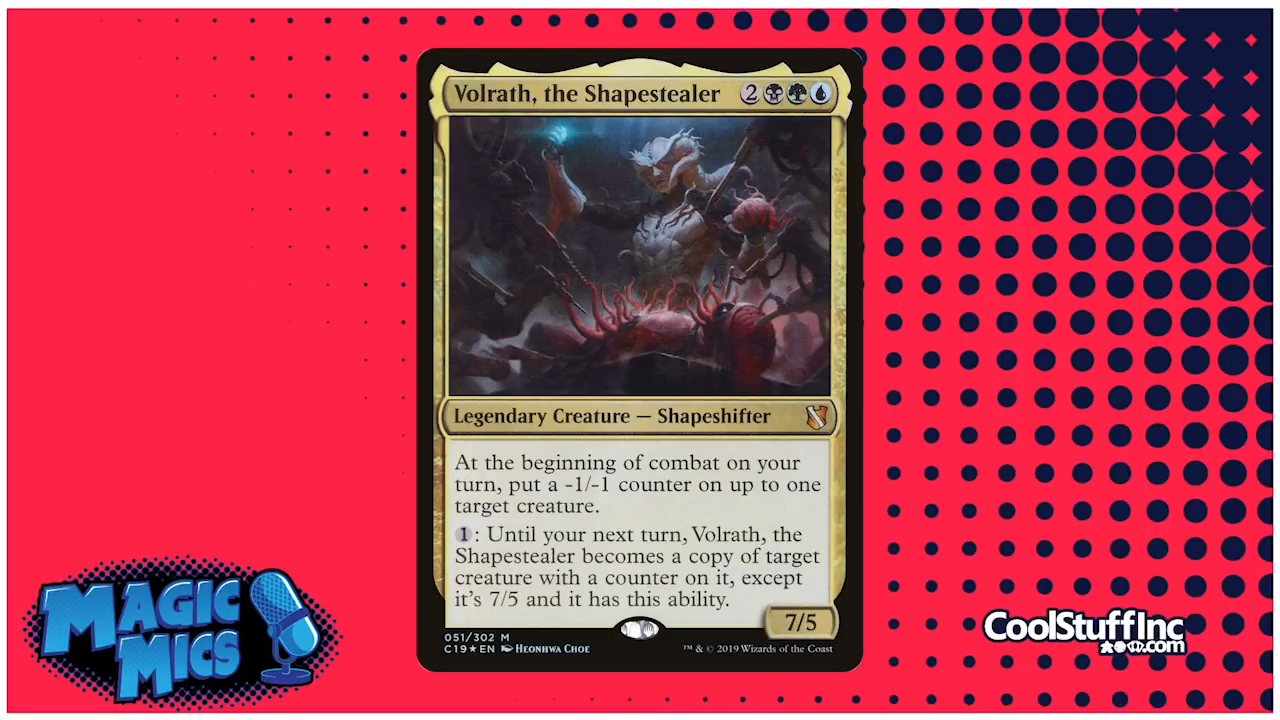 Volrath, the Shapestealer 2
Legendary Creature — Shapeshifter
At the beginning of combat on your
turn, put a -1/-1 counter on up to one
target creature.
1: Until your next turn, Volrath, the
Shapestealer becomes a copy of target
creature with a counter on it, except
it's 7/5 and it has this ability.
7/5
051/302 M
C19★EN Heonhwa Choe
™ & © 2019 Wizards of the Coast
MAGIC
MICS
CoolStuffInc
.com